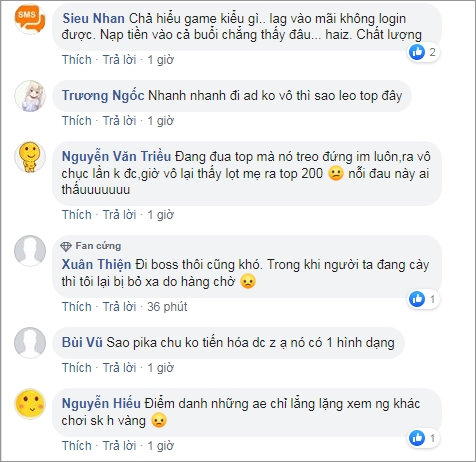 SMS
Sieu Nhan Chả hiểu game kiểu gì.. lag vào mãi không,login
được. Nạp tiền vào cả buổi chẳng thấy đâu... haiz. Chất lượng
2
Thích · Trả lời · 1 giờ
Trương Ngốc Nhanh nhanh đi ad ko vô thì sao leo top đây
Thích · Trả lời · 1 giờ
Nguyễn Văn Triều Đang đua top mà nó treo đứng im luôn,ra vô
chục lần k đc,giờ vô lại thấy lọt mẹ ra top 200 😟 nỗi đau này ai
thấuuuuuuu
Thích · Trả lời · 1 giờ
Fan cứng
Xuân Thiện Đi boss thôi cũng khó. Trong khi người ta đang cày
thì tôi lại bị bỏ xa do hàng chờ 😟
1
Thích · Trả lời · 36 phút
Bùi Vũ Sao pika chu ko tiến hóa dc z ạ nó có 1 hình dạng
Thích · Trả lời · 1 giờ
Nguyễn Hiếu Điểm danh những ae chỉ lẳng lặng xem ng khác
chơi sk h vàng 😟
1
Thích · Trả lời · 1 giờ